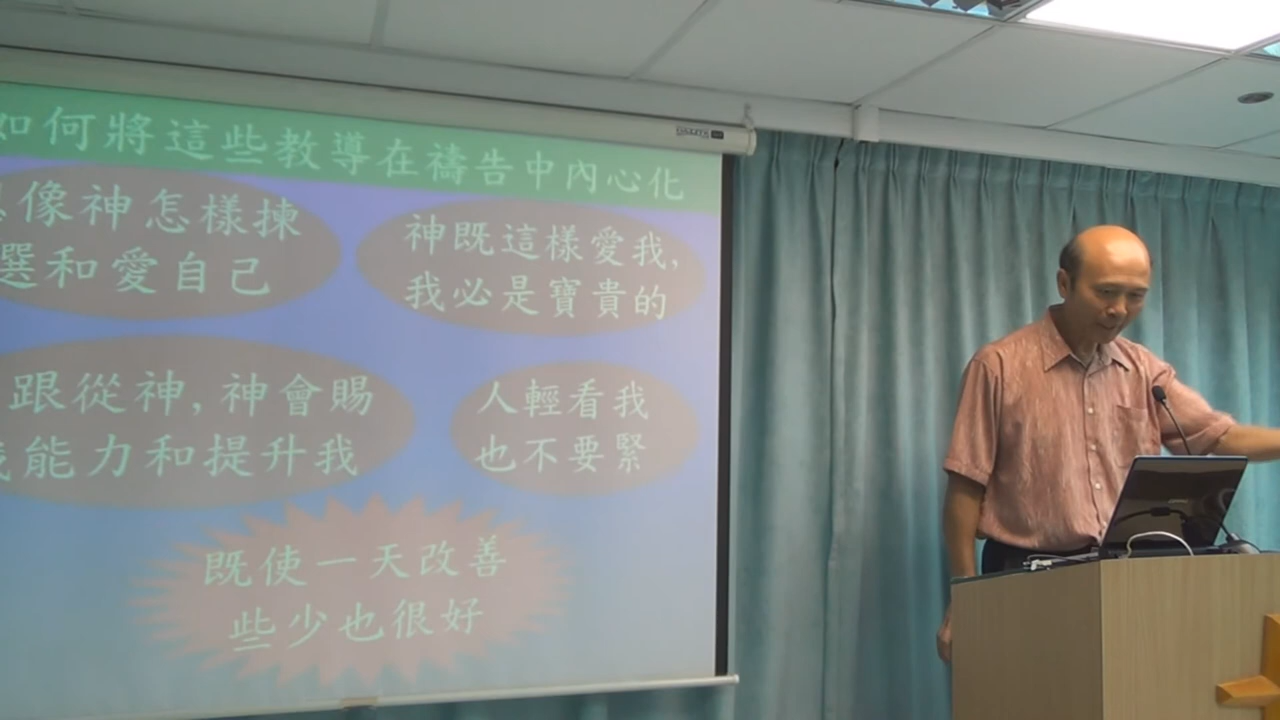 如何將這些教導在禱告中內心化
像神怎樣揀
選和愛自己
神既這樣愛我,
我必是寶貴的
跟從神,神會賜
能力和提升我
人輕看我
也不要緊
既使一天改善
些少也很好